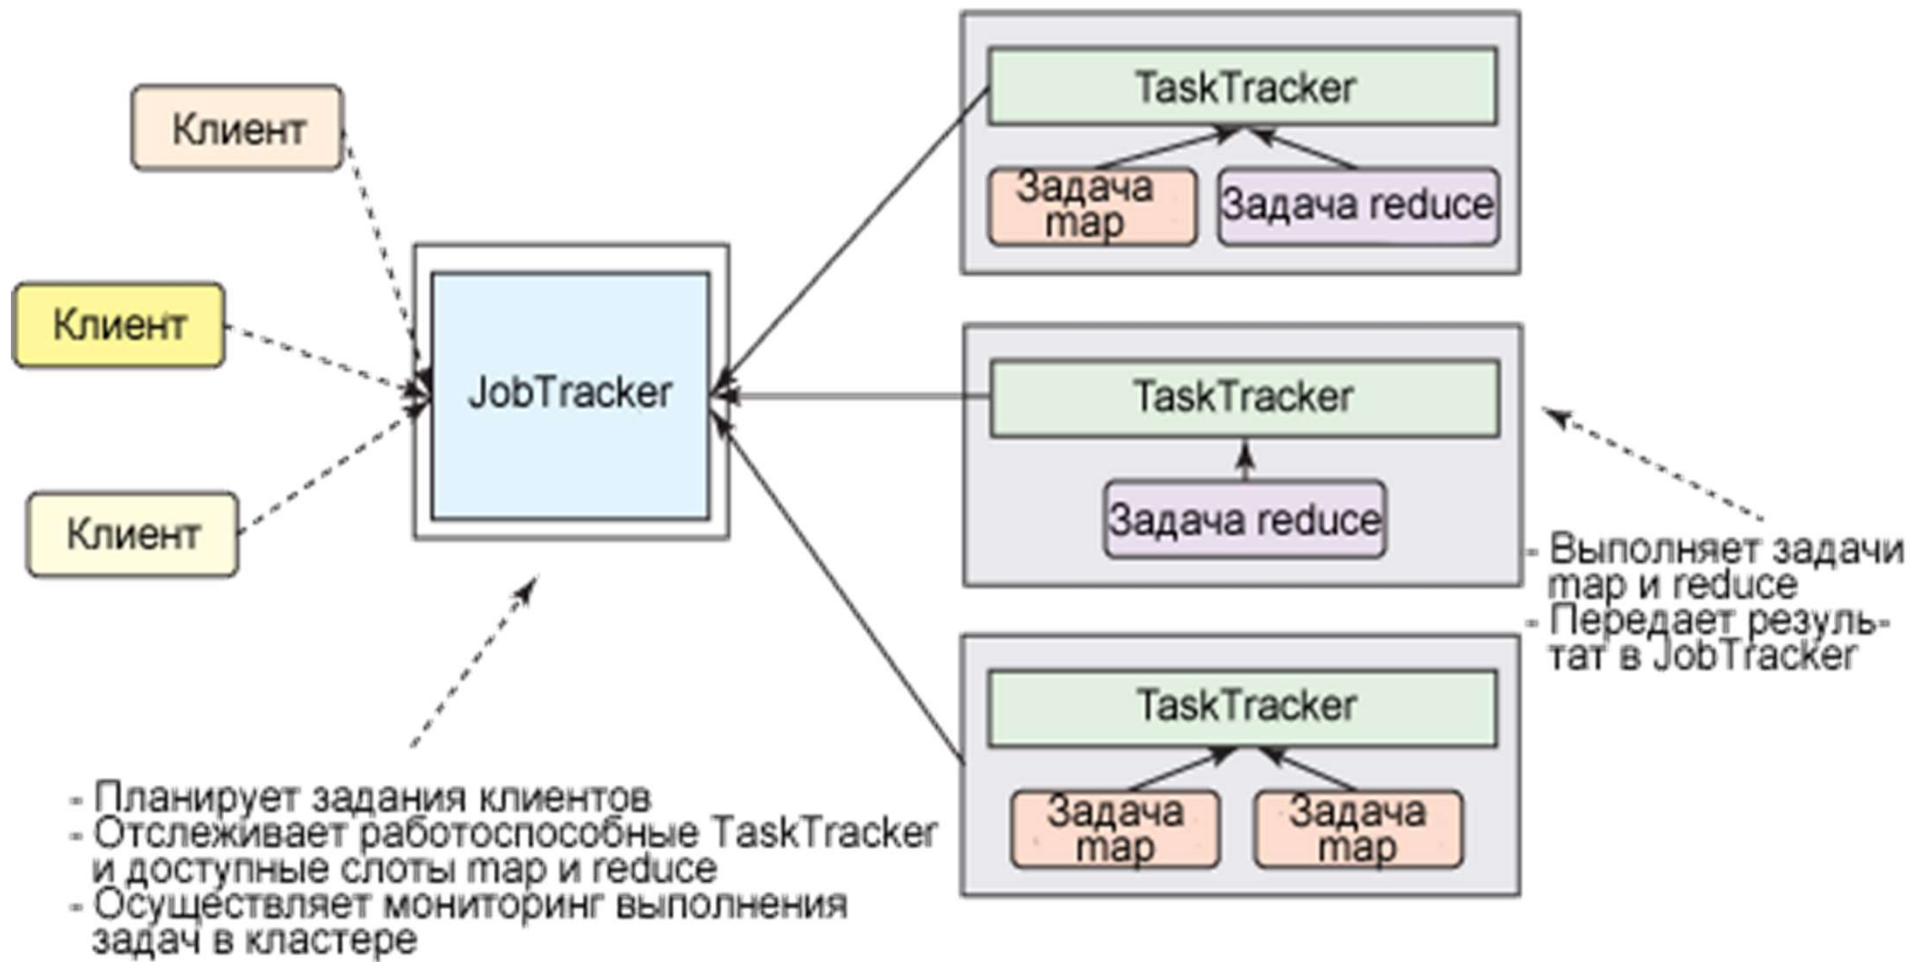 Клиент
Клиент
Клиент
JobTracker
- Планирует задания клиентов
- Отслеживает работоспособные TaskTracker
и доступные слоты map и reduce
- Осуществляет мониторинг выполнения
задач в кластере
TaskTracker
Задача
map
Задача reduce
TaskTracker
Задача reduce
TaskTracker
Задача
map
Задача
map
- Выполняет задачи
map и reduce
- Передает резуль-
тат в JobTracker